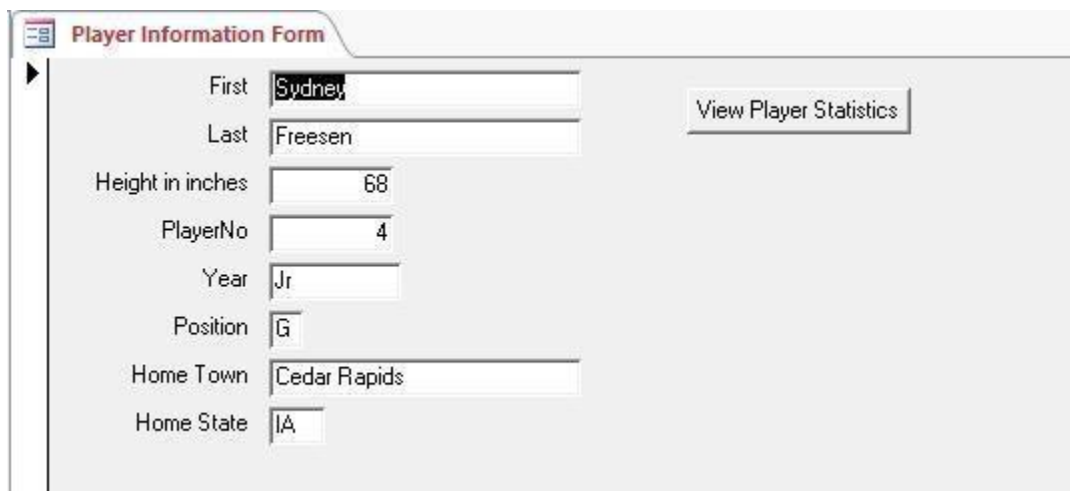 Player Information Form
First Sydney
View Player Statistics
Last Freesen
Height in inches 68
PlayerNo 4
Year Jr
Position G
Home Town Cedar Rapids
Home State IA